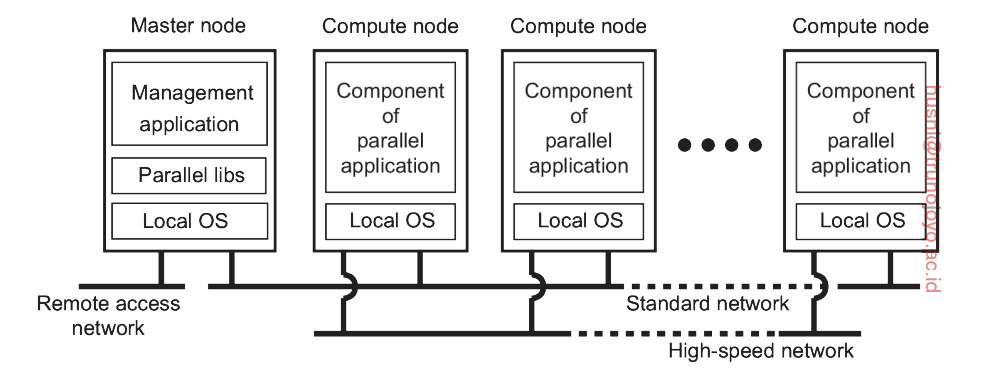 Master node
Compute node
Compute node
Compute node
Management
application
Parallel libs
Local OS
Component
of
parallel
application
Local OS
Component
of
parallel
application
Local OS
Component
of
parallel
application
Local OS
Remote access
network
Standard network
High-speed network
husni@trunojoyo.ac.id